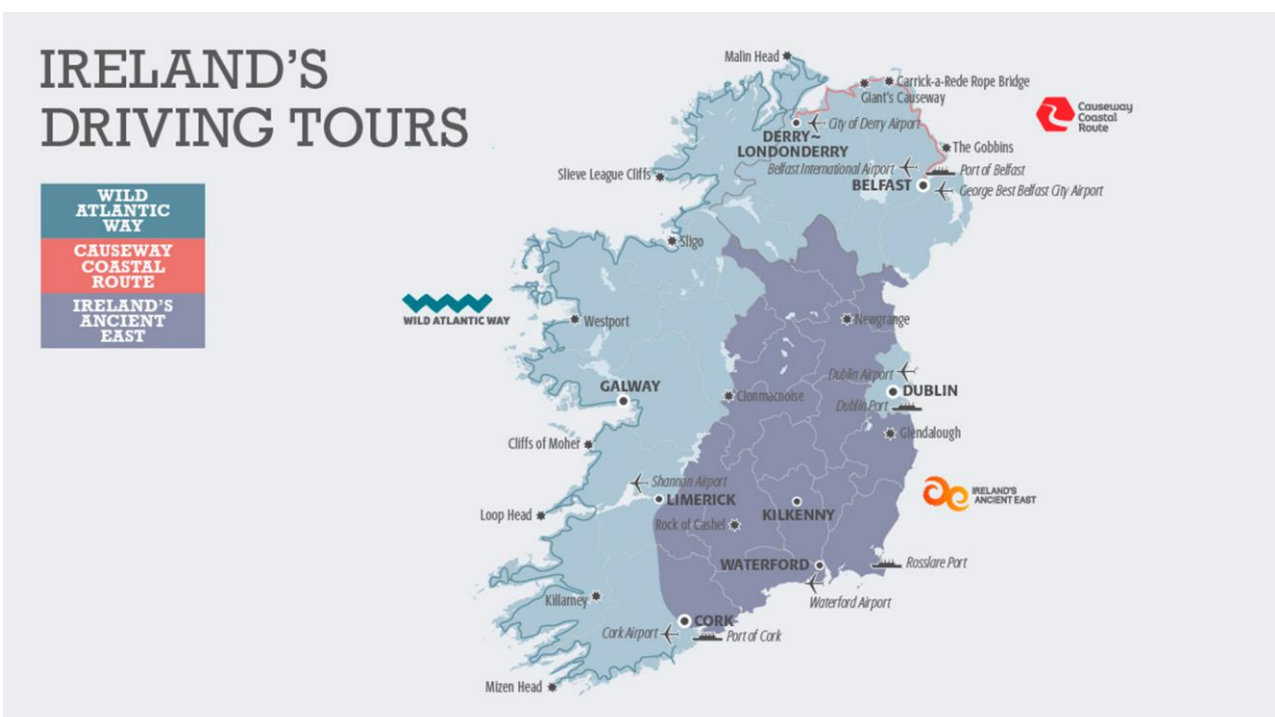 IRELAND'S
DRIVING TOURS
WILD
ATLANTIC
WAY
CAUSEWAY
COASTAL
ROUTE
IRELAND'S
ANCIENT
EAST
Malin Head
Carrick-a-Rede Rope Bridge
Giant's Causeway
Causeway
Coastal
Route
City of Derry Airport
DERRY~
LONDONDERRY
The Gobbins
Belfast International Airport
Port of Belfast
Slieve League Cliffs
BELFAST
George Best Belfast City Airport
Sligo
WILD ATLANTIC WAY
Westport
Newgrange
Dublin Airport
GALWAY
DUBLIN
Clonmacnoise
Dublin Port
Cliffs of Moher
Glendalough
Shannon Airport
LIMERICK
IRELAND'S
ANCIENT EAST
Loop Head
KILKENNY
Rock of Cashel
WATERFORD
Rosslare Port
Killarney
Waterford Airport
CORK
Cork Airport
Port of Cork
Mizen Head